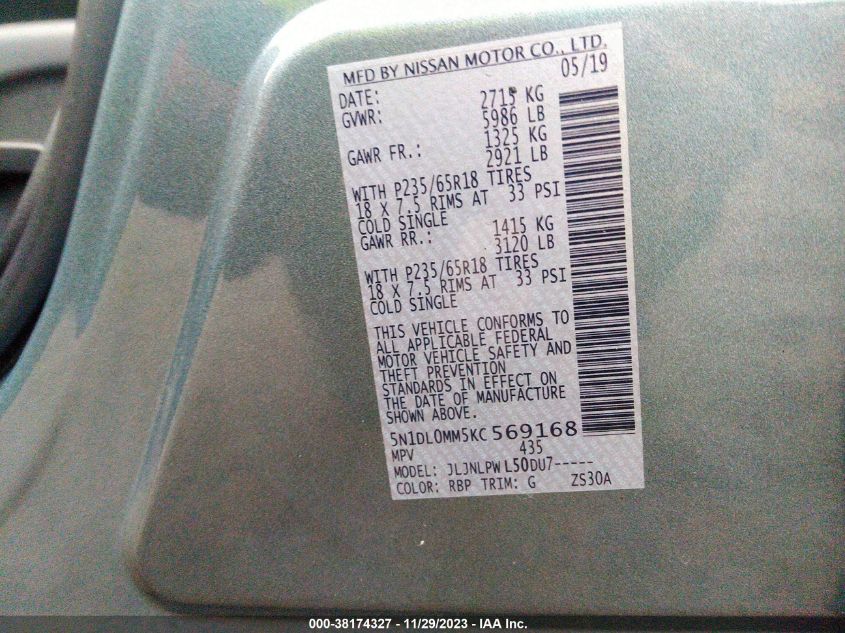 MFD BY NISSAN MOTOR CO., LTD.
DATE: 05/19
GVWR: 2715 KG
5986 LB
GAWR FR.: 1325 KG
2921 LB
WITH P235/65R18 TIRES
18 X 7.5 RIMS AT 33 PSI
COLD SINGLE
GAWR RR.: 1415 KG
3120 LB
WITH P235/65R18 TIRES
18 X 7.5 RIMS AT 33 PSI
COLD SINGLE
THIS VEHICLE CONFORMS TO
ALL APPLICABLE FEDERAL
MOTOR VEHICLE SAFETY AND
THEFT PREVENTION
STANDARDS IN EFFECT ON
THE DATE OF MANUFACTURE
SHOWN ABOVE.
5N1DL0MM5KC569168
MPV 435
MODEL: JLJNLPWL50DU7-----
COLOR: RBP TRIM: G ZS30A
000-38174327 - 11/29/2023 - IAA Inc.